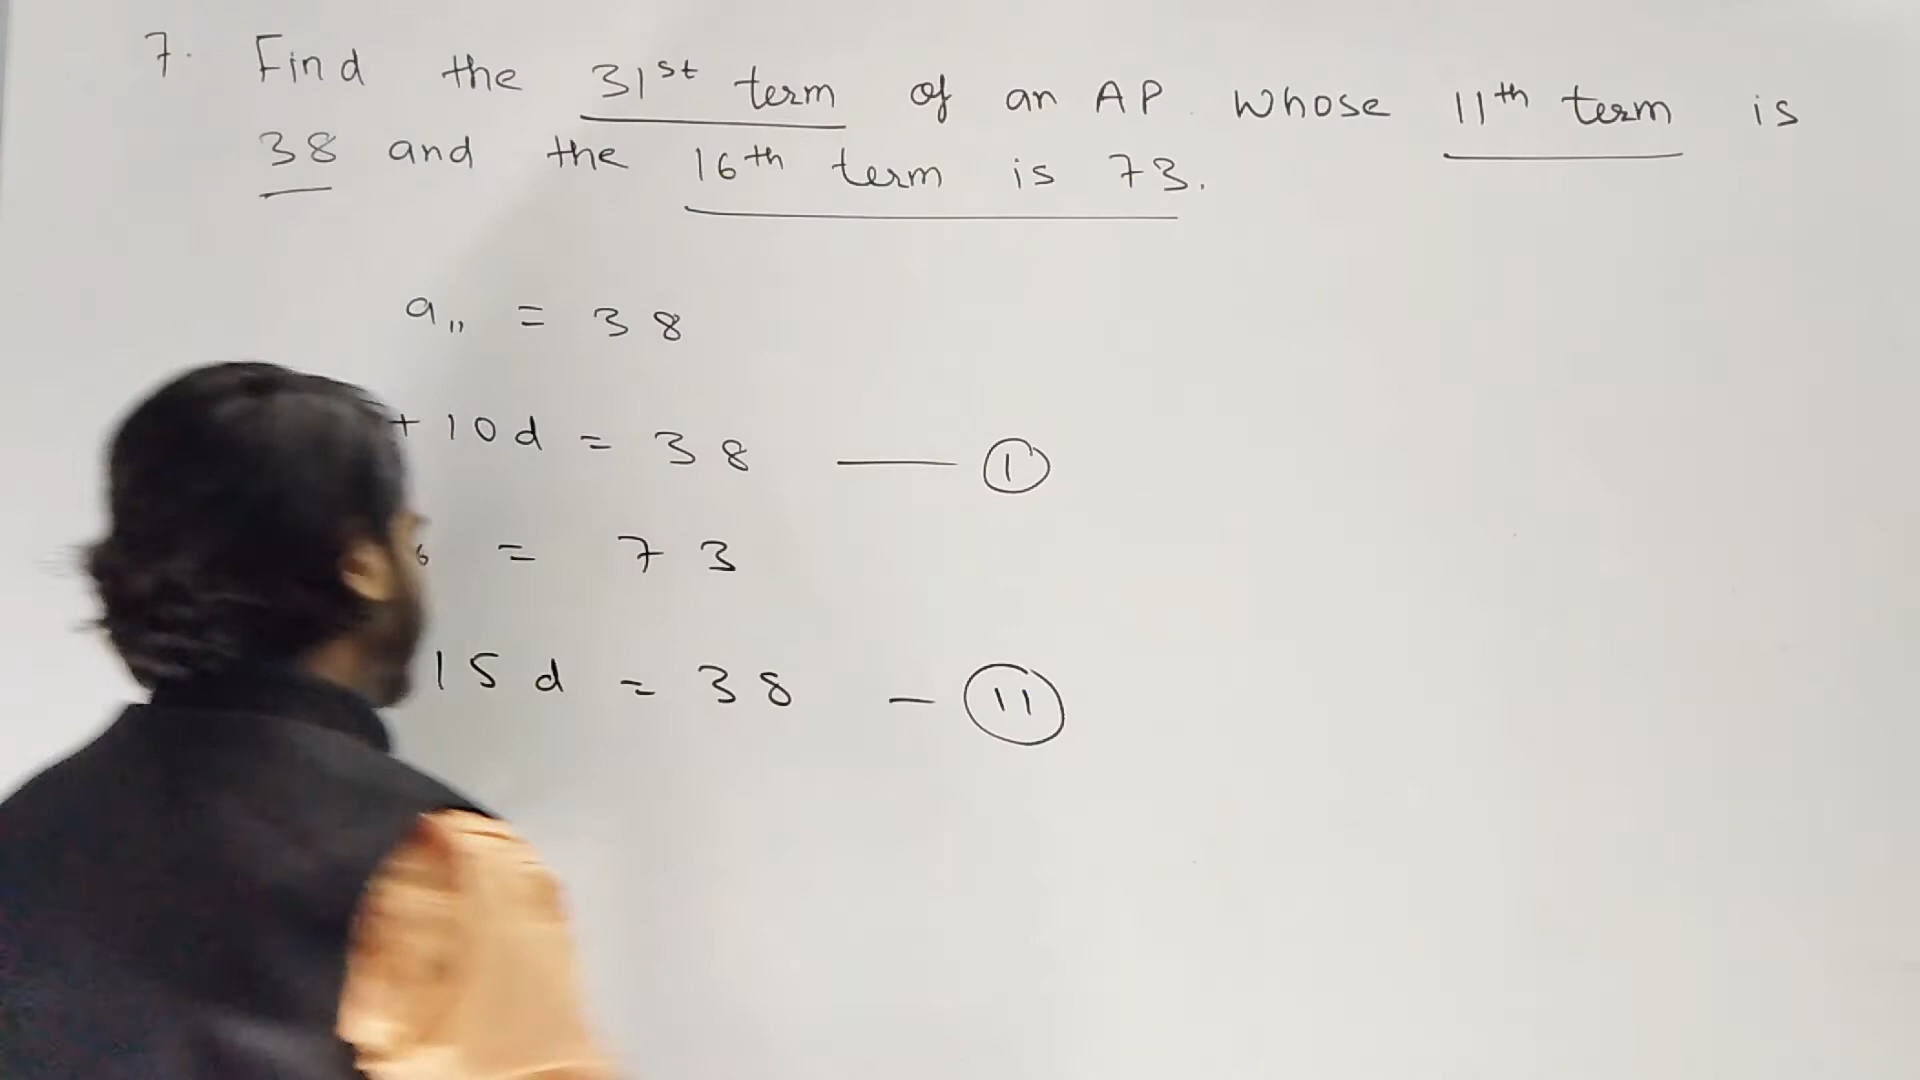 7. Find the 31st term of an AP whose 11th term is
38 and the 16th term is 73.
a11 = 38
+ 10d = 38 — 1
6 = 73
15d = 38 — 11